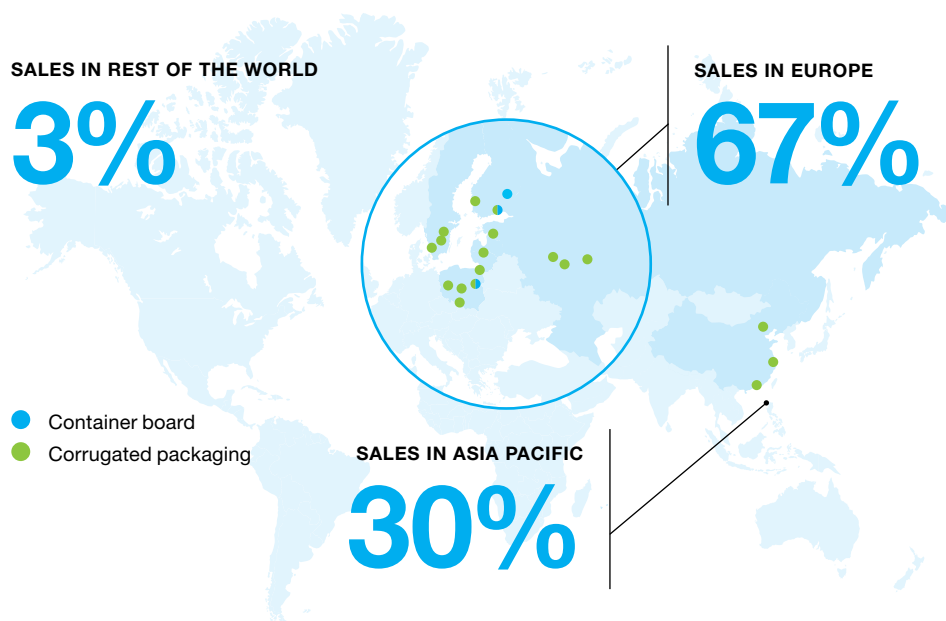 SALES IN REST OF THE WORLD
3%
SALES IN EUROPE
67%
Container board
Corrugated packaging
SALES IN ASIA PACIFIC
30%